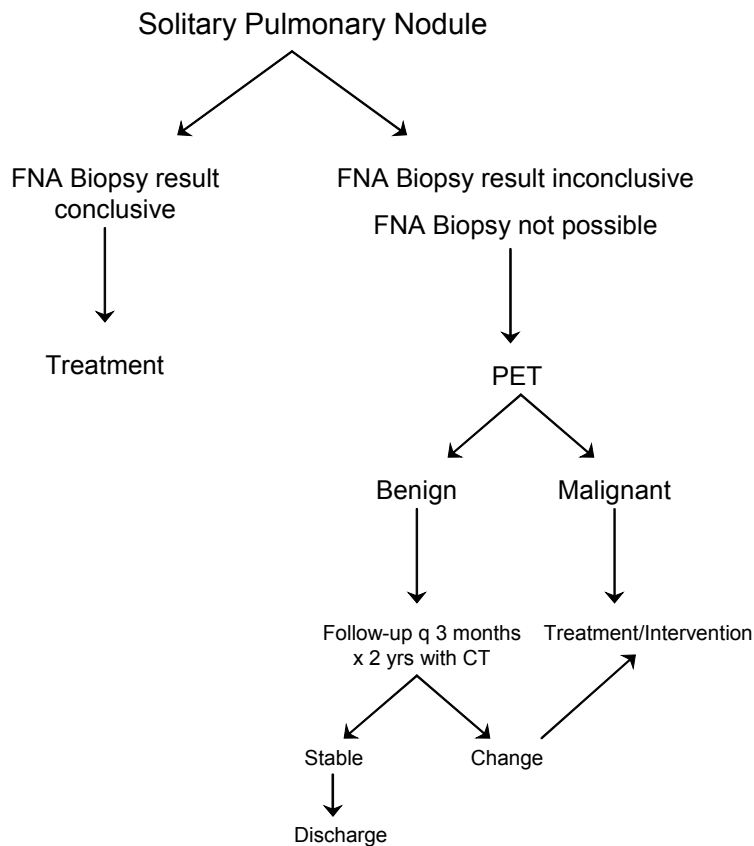 Solitary Pulmonary Nodule
FNA Biopsy result
conclusive
FNA Biopsy result inconclusive
FNA Biopsy not possible
Treatment
PET
Benign
Malignant
Follow-up q 3 months
x 2 yrs with CT
Treatment/Intervention
Stable
Change
Discharge